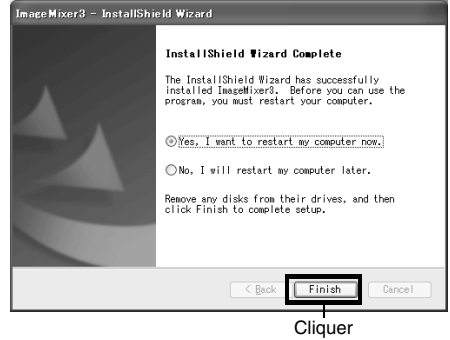 ImageMixer3 - InstallShield Wizard
InstallShield Wizard Complete
The InstallShield Wizard has successfully
installed ImageMixer3. Before you can use the
program, you must restart your computer.
Yes, I want to restart my computer now.
No, I will restart my computer later.
Remove any disks from their drives, and then
click Finish to complete setup.
< Back Finish Cancel
Cliquer